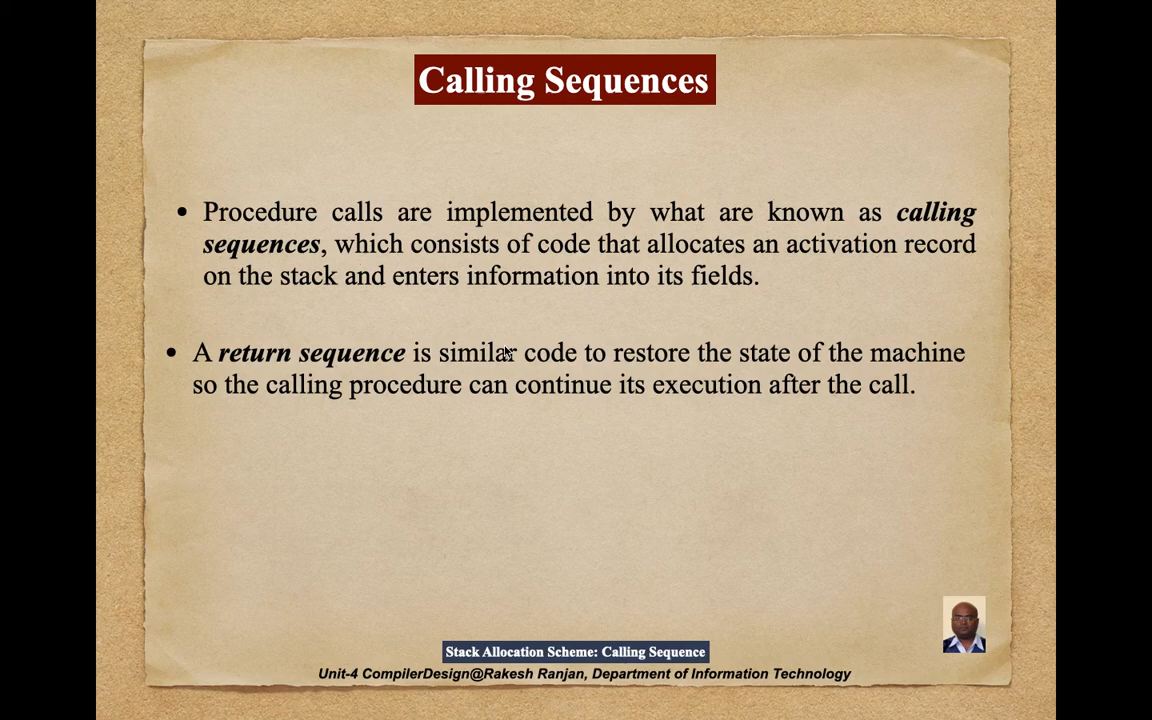 Calling Sequences
• Procedure calls are implemented by what are known as calling
sequences, which consists of code that allocates an activation record
on the stack and enters information into its fields.
• A return sequence is similar code to restore the state of the machine
so the calling procedure can continue its execution after the call.
Stack Allocation Scheme: Calling Sequence
Unit-4 CompilerDesign@Rakesh Ranjan, Department of Information Technology